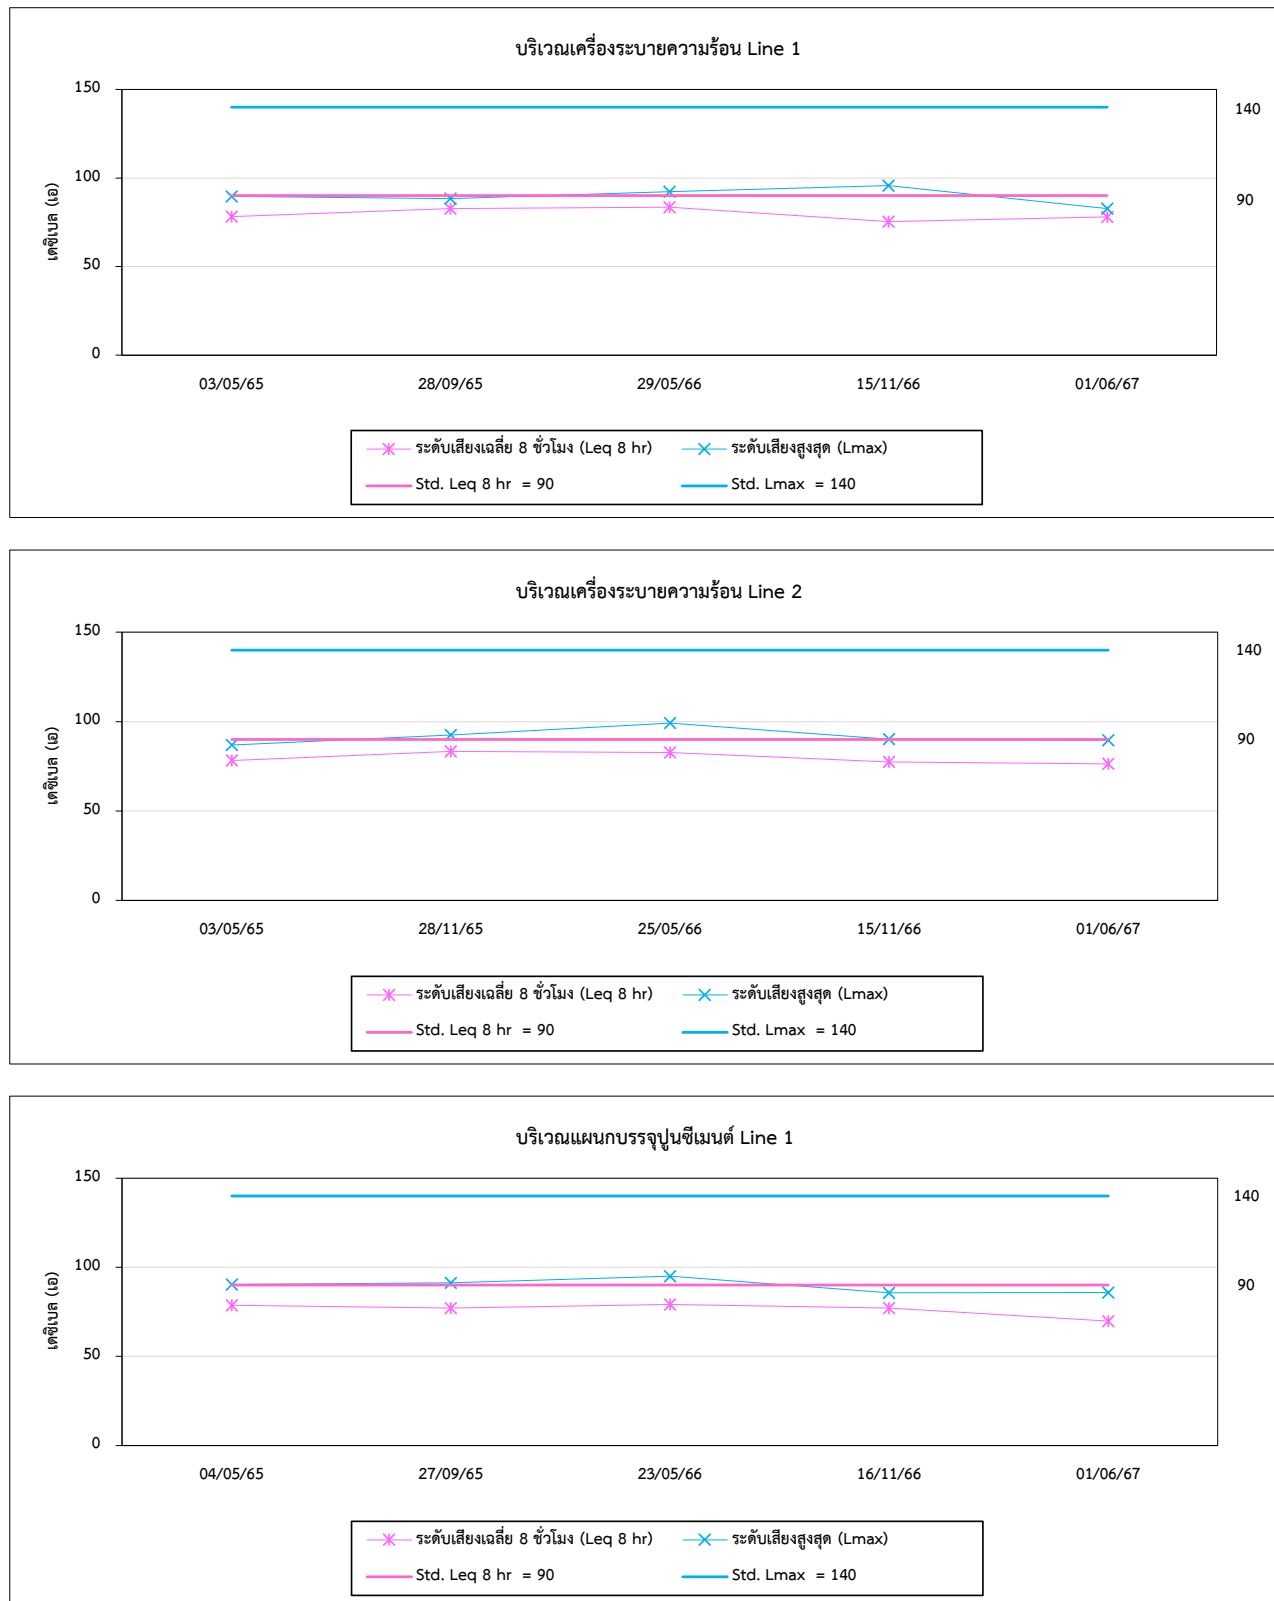 บริเวณเครื่องระบายความร้อน Line 1
150
140
100
90
เดซิเบล (เอ)
50
0
03/05/65 28/09/65 29/05/66 15/11/66 01/06/67
ระดับเสียงเฉลี่ย 8 ชั่วโมง (Leq 8 hr) ระดับเสียงสูงสุด (Lmax)
Std. Leq 8 hr = 90 Std. Lmax = 140
บริเวณเครื่องระบายความร้อน Line 2
150
140
100
90
เดซิเบล (เอ)
50
0
03/05/65 28/11/65 25/05/66 15/11/66 01/06/67
ระดับเสียงเฉลี่ย 8 ชั่วโมง (Leq 8 hr) ระดับเสียงสูงสุด (Lmax)
Std. Leq 8 hr = 90 Std. Lmax = 140
บริเวณแผนกบรรจุปูนซีเมนต์ Line 1
150
140
100
90
เดซิเบล (เอ)
50
0
04/05/65 27/09/65 23/05/66 16/11/66 01/06/67
ระดับเสียงเฉลี่ย 8 ชั่วโมง (Leq 8 hr) ระดับเสียงสูงสุด (Lmax)
Std. Leq 8 hr = 90 Std. Lmax = 140